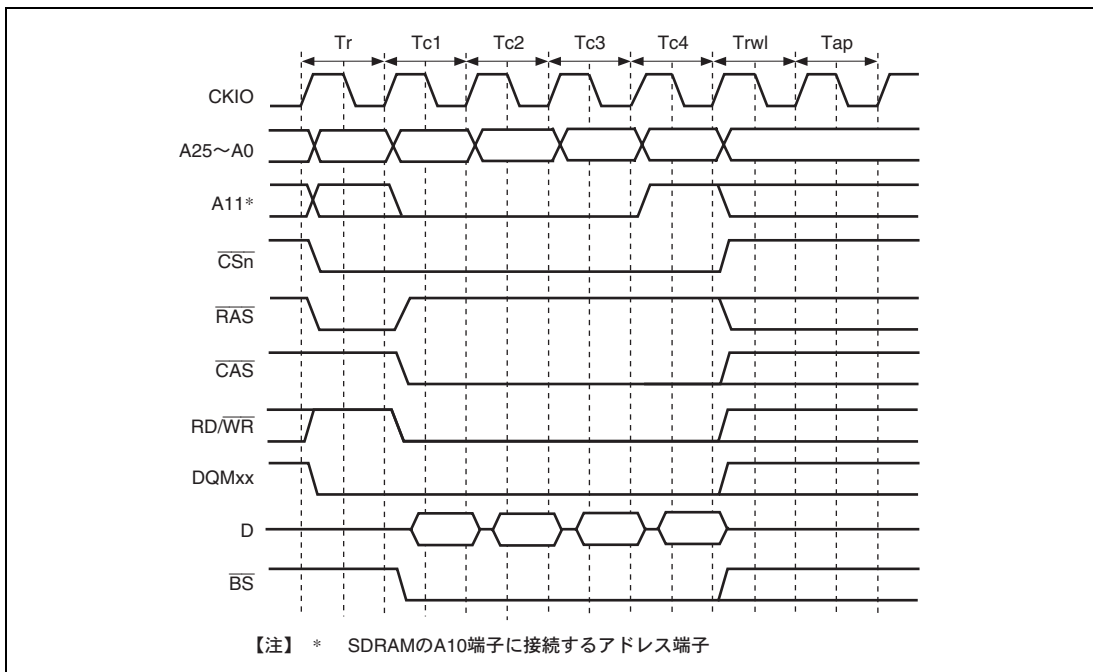 Tr Tc1 Tc2 Tc3 Tc4 Trwl Tap
CKIO
A25～A0
A11*
CSn
RAS
CAS
RD/WR
DQMxx
D
BS
【注】 * SDRAMのA10端子に接続するアドレス端子